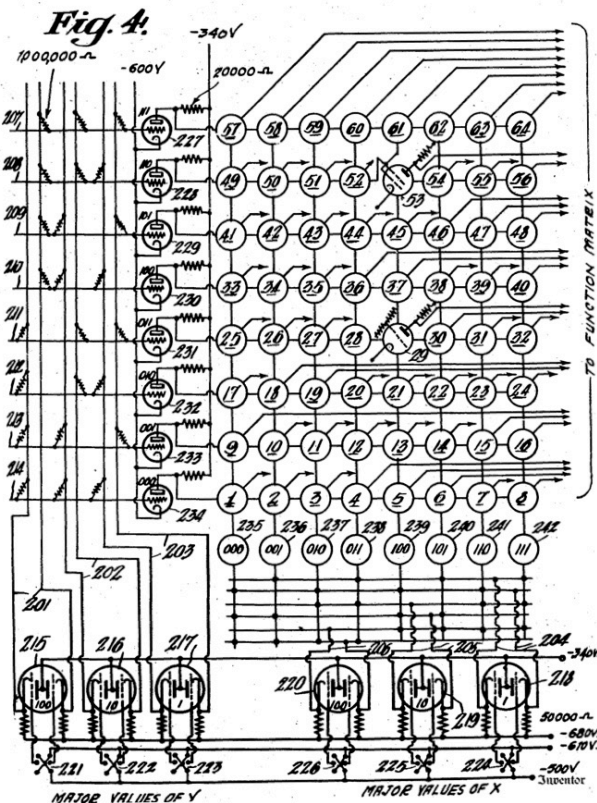 Fig. 4.
-340V
1,000,000 Ω
-600V
20000 Ω
207 111 227 57 58 59 60 61 62 63 64
208 110 228 49 50 51 52 53 54 55 56
209 101 229 41 42 43 44 45 46 47 48
210 100 230 33 34 35 36 37 38 39 40
211 011 231 25 26 27 28 29 30 31 32
212 010 232 17 18 19 20 21 22 23 24
213 001 233 9 10 11 12 13 14 15 16
214 000 234 1 2 3 4 5 6 7 8
TO FUNCTION MATRIX
235 236 237 238 239 240 241 242
000 001 010 011 100 101 110 111
203
202
201
206 205 204
215 216 217 -340V
100 10 1 220 100 10 219 1 218
50000 Ω
-680V
-610V
221 222 223 226 225 224 -500V
Inventor
MAJOR VALUES OF Y MAJOR VALUES OF X